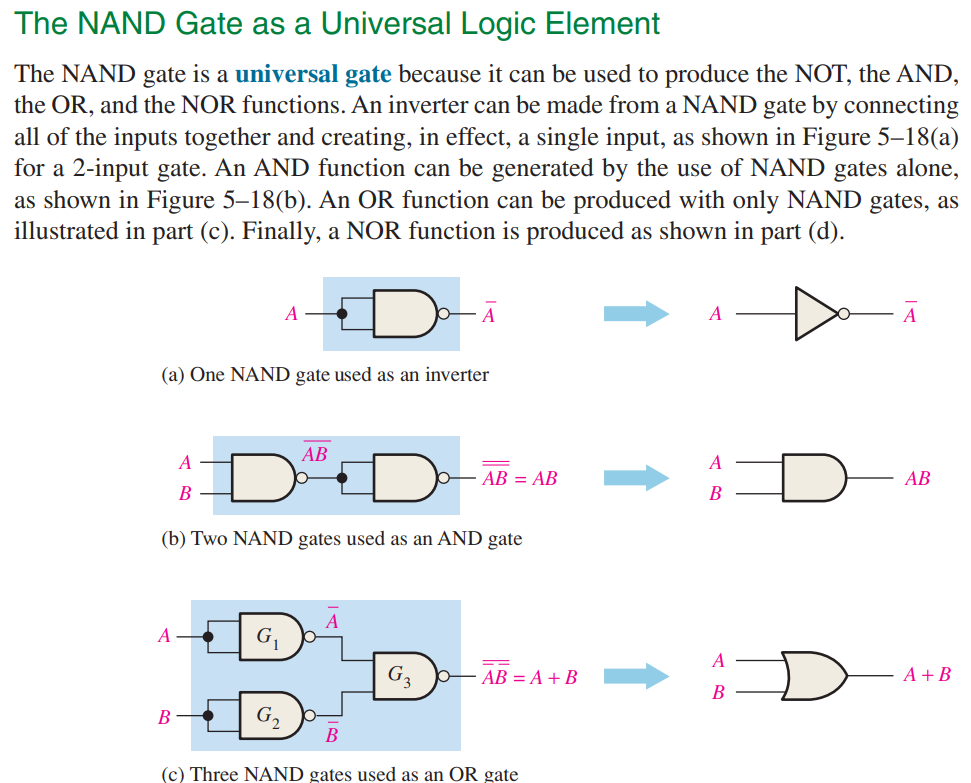 The NAND Gate as a Universal Logic Element
The NAND gate is a universal gate because it can be used to produce the NOT, the AND,
the OR, and the NOR functions. An inverter can be made from a NAND gate by connecting
all of the inputs together and creating, in effect, a single input, as shown in Figure 5–18(a)
for a 2-input gate. An AND function can be generated by the use of NAND gates alone,
as shown in Figure 5–18(b). An OR function can be produced with only NAND gates, as
illustrated in part (c). Finally, a NOR function is produced as shown in part (d).
A A̅ A A̅
(a) One NAND gate used as an inverter
A̅B̅
A A
A̿B̿ = AB AB
B B
(b) Two NAND gates used as an AND gate
A̅
A G₁
A
G₃ A̿B̿ = A + B A + B
B
B G₂
B̅
(c) Three NAND gates used as an OR gate